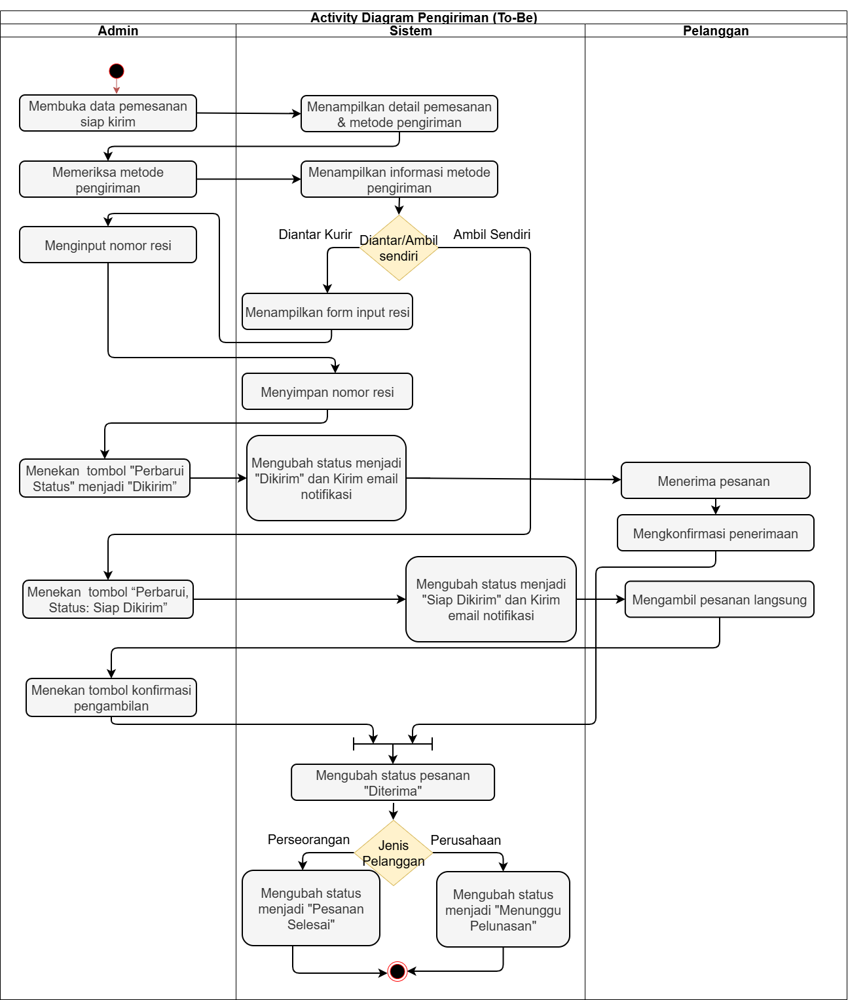 Activity Diagram Pengiriman (To-Be)
Admin
Sistem
Pelanggan
Membuka data pemesanan
siap kirim
Menampilkan detail pemesanan
& metode pengiriman
Memeriksa metode
pengiriman
Menampilkan informasi metode
pengiriman
Diantar Kurir
Diantar/Ambil
sendiri
Ambil Sendiri
Menginput nomor resi
Menampilkan form input resi
Menyimpan nomor resi
Menekan  tombol "Perbarui
Status" menjadi "Dikirim”
Mengubah status menjadi
"Dikirim" dan Kirim email
notifikasi
Menerima pesanan
Mengkonfirmasi penerimaan
Menekan  tombol “Perbarui,
Status: Siap Dikirim”
Mengubah status menjadi
"Siap Dikirim" dan Kirim
email notifikasi
Mengambil pesanan langsung
Menekan tombol konfirmasi
pengambilan
Mengubah status pesanan
"Diterima"
Perseorangan
Jenis
Pelanggan
Perusahaan
Mengubah status
menjadi "Pesanan
Selesai"
Mengubah status
menjadi "Menunggu
Pelunasan"